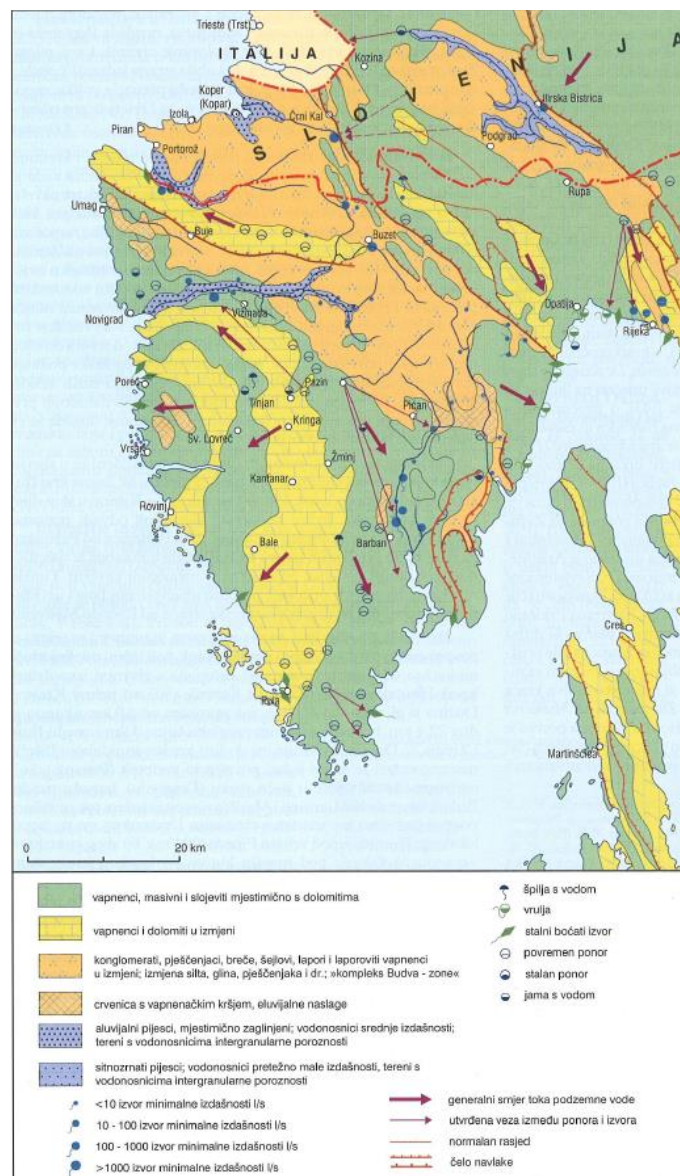 Trieste (Trst)
ITALIJA
Kozina
SLOVENIJA
Koper
(Kopar)
Izola
Črni Kal
Ilirska Bistrica
Piran
Portorož
Podgrad
Rupa
Umag
Buje
Buzet
Opatija
Rijeka
Novigrad
Vižinada
Poreč
Tinjan
Pazin
Pićan
Kringa
Sv. Lovreč
Vrsar
Žminj
Kanfanar
Rovinj
Bale
Barban
Cres
Pula
Martinšćica
0 20 km
vapnenci, masivni i slojeviti mjestimično s dolomitima
vapnenci i dolomiti u izmjeni
konglomerati, pješčenjaci, breče, šejlovi, lapori i laporoviti vapnenci
u izmjeni; izmjena silta, glina, pješčenjaka i dr.; »kompleks Budva - zone«
crvenica s vapnenačkim kršjem, eluvijalne naslage
aluvijalni pijesci, mjestimično zaglinjeni; vodonosnici srednje izdašnosti;
tereni s vodonosnicima intergranularne poroznosti
sitnozrnati pijesci; vodonosnici pretežno male izdašnosti, tereni s
vodonosnicima intergranularne poroznosti
<10 izvor minimalne izdašnosti l/s
10 - 100 izvor minimalne izdašnosti l/s
100 - 1000 izvor minimalne izdašnosti l/s
>1000 izvor minimalne izdašnosti l/s
špilja s vodom
vrulja
stalni boćati izvor
povremen ponor
stalan ponor
jama s vodom
generalni smjer toka podzemne vode
utvrđena veza između ponora i izvora
normalan rasjed
čelo navlake